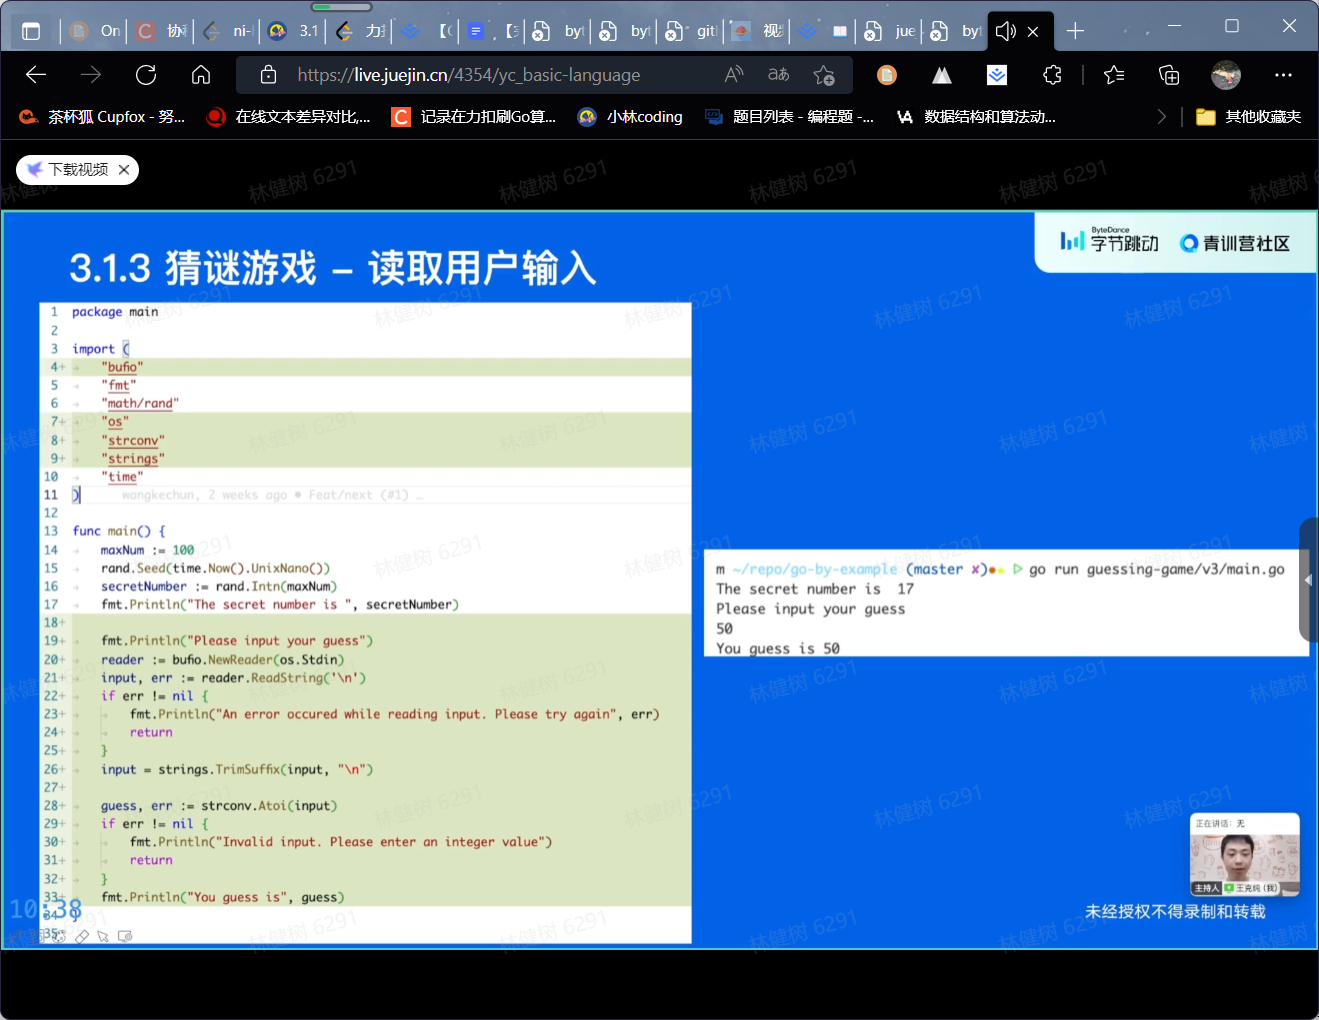 On
协
ni-
3.1
力
【(
【
by
by
git
视
jue
by
https://live.juejin.cn/4354/yc_basic-language
茶杯狐 Cupfox - 努...
在线文本差异对比,...
记录在力扣刷Go算...
小林coding
题目列表 - 编程题 -...
数据结构和算法动...
其他收藏夹
下载视频
3.1.3 猜谜游戏 – 读取用户输入
ByteDance
字节跳动
青训营社区
1 package main
2
3 import (
4+ "bufio"
5 "fmt"
6 "math/rand"
7+ "os"
8+ "strconv"
9+ "strings"
10 "time"
11 ) wangkechun, 2 weeks ago • Feat/next (#1) …
12
13 func main() {
14 maxNum := 100
15 rand.Seed(time.Now().UnixNano())
16 secretNumber := rand.Intn(maxNum)
17 fmt.Println("The secret number is ", secretNumber)
18+
19+ fmt.Println("Please input your guess")
20+ reader := bufio.NewReader(os.Stdin)
21+ input, err := reader.ReadString('\n')
22+ if err != nil {
23+ fmt.Println("An error occured while reading input. Please try again", err)
24+ return
25+ }
26+ input = strings.TrimSuffix(input, "\n")
27+
28+ guess, err := strconv.Atoi(input)
29+ if err != nil {
30+ fmt.Println("Invalid input. Please enter an integer value")
31+ return
32+ }
33+ fmt.Println("You guess is", guess)
34 }
35
10:38
m ~/repo/go-by-example (master ✗) go run guessing-game/v3/main.go
The secret number is  17
Please input your guess
50
You guess is 50
正在讲话: 无
主持人 王克纯 (我)
未经授权不得录制和转载
林健树 6291